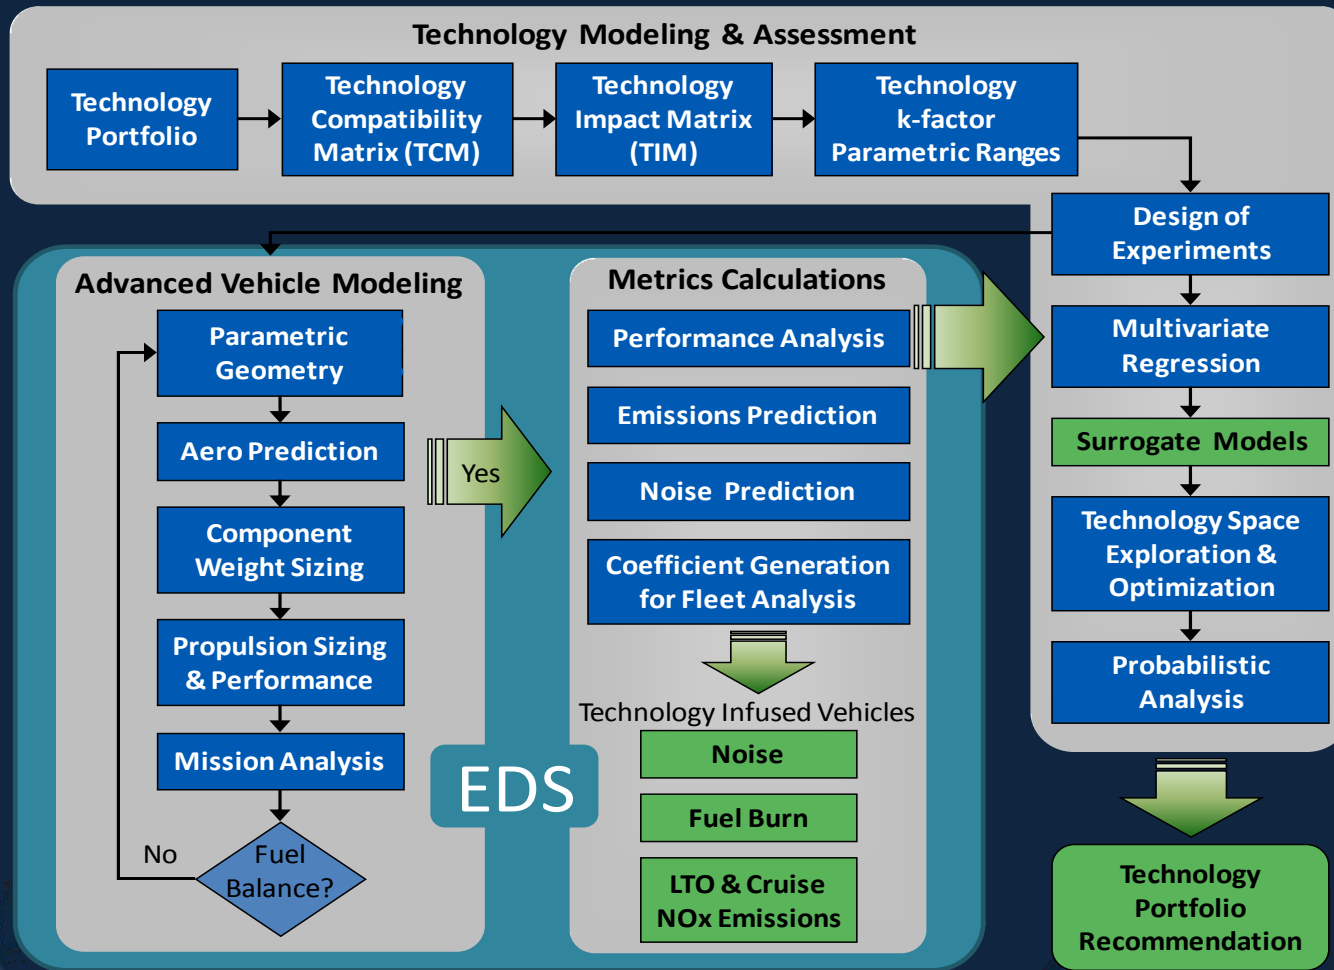 Technology Modeling & Assessment
Technology
Portfolio
Technology
Compatibility
Matrix (TCM)
Technology
Impact Matrix
(TIM)
Technology
k-factor
Parametric Ranges
Design of
Experiments
Multivariate
Regression
Surrogate Models
Technology Space
Exploration &
Optimization
Probabilistic
Analysis
Technology
Portfolio
Recommendation
Advanced Vehicle Modeling
Parametric
Geometry
Aero Prediction
Component
Weight Sizing
Propulsion Sizing
& Performance
Mission Analysis
Fuel
Balance?
No
Yes
EDS
Metrics Calculations
Performance Analysis
Emissions Prediction
Noise Prediction
Coefficient Generation
for Fleet Analysis
Technology Infused Vehicles
Noise
Fuel Burn
LTO & Cruise
NOx Emissions